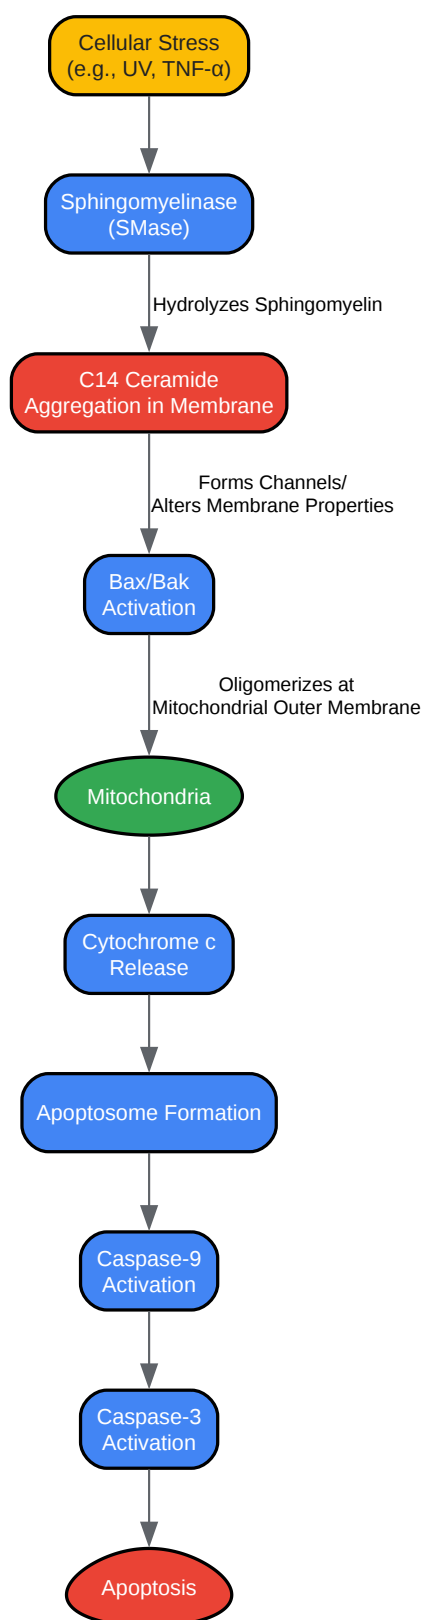 Cellular Stress
(e.g., UV, TNF-α)
Sphingomyelinase
(SMase)
Hydrolyzes Sphingomyelin
C14 Ceramide
Aggregation in Membrane
Forms Channels/
Alters Membrane Properties
Bax/Bak
Activation
Oligomerizes at
Mitochondrial Outer Membrane
Mitochondria
Cytochrome c
Release
Apoptosome Formation
Caspase-9
Activation
Caspase-3
Activation
Apoptosis